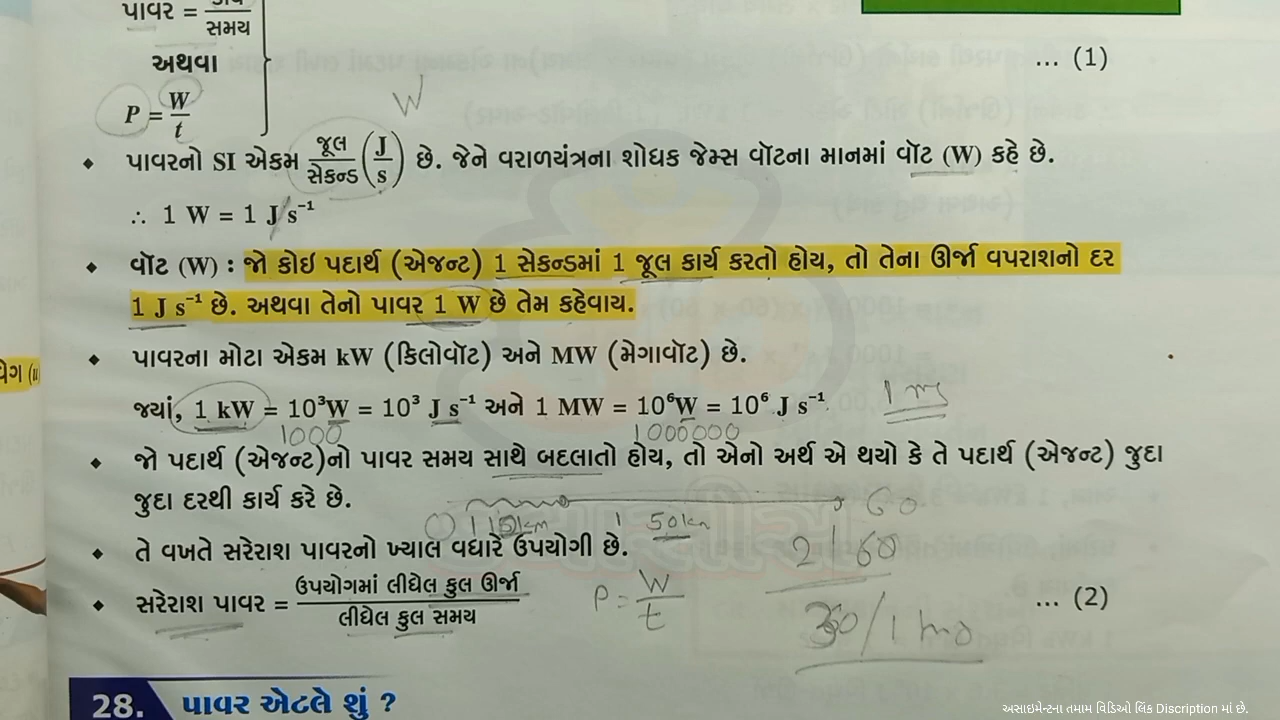 પાવર = કાર્ય / સમય
અથવા
... (1)
P = W / t
W
• પાવરનો SI એકમ જૂલ / સેકન્ડ (J / s) છે. જેને વરાળયંત્રના શોધક જેમ્સ વૉટના માનમાં વૉટ (W) કહે છે.
∴ 1 W = 1 J s⁻¹
• વૉટ (W) : જો કોઇ પદાર્થ (એજન્ટ) 1 સેકન્ડમાં 1 જૂલ કાર્ય કરતો હોય, તો તેના ઊર્જા વપરાશનો દર
1 J s⁻¹ છે. અથવા તેનો પાવર 1 W છે તેમ કહેવાય.
• પાવરના મોટા એકમ kW (કિલોવૉટ) અને MW (મેગાવૉટ) છે.
જ્યાં, 1 kW = 10³W = 10³ J s⁻¹ અને 1 MW = 10⁶W = 10⁶ J s⁻¹.
1000
1000000
• જો પદાર્થ (એજન્ટ)નો પાવર સમય સાથે બદલાતો હોય, તો એનો અર્થ એ થયો કે તે પદાર્થ (એજન્ટ) જુદા
જુદા દરથી કાર્ય કરે છે.
60
50km
• તે વખતે સરેરાશ પાવરનો ખ્યાલ વધારે ઉપયોગી છે.
2 | 60
• સરેરાશ પાવર = ઉપયોગમાં લીધેલ કુલ ઊર્જા / લીધેલ કુલ સમય
P = W / t
... (2)
28. પાવર એટલે શું ?
અસાઇમેન્ટના તમામ વિડિઓ લિંક Discription માં છે.